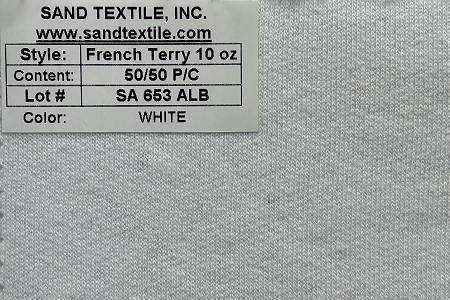 SAND TEXTILE, INC.
www.sandtextile.com
Style: French Terry 10 oz
Content: 50/50 P/C
Lot # SA 653 ALB
Color: WHITE